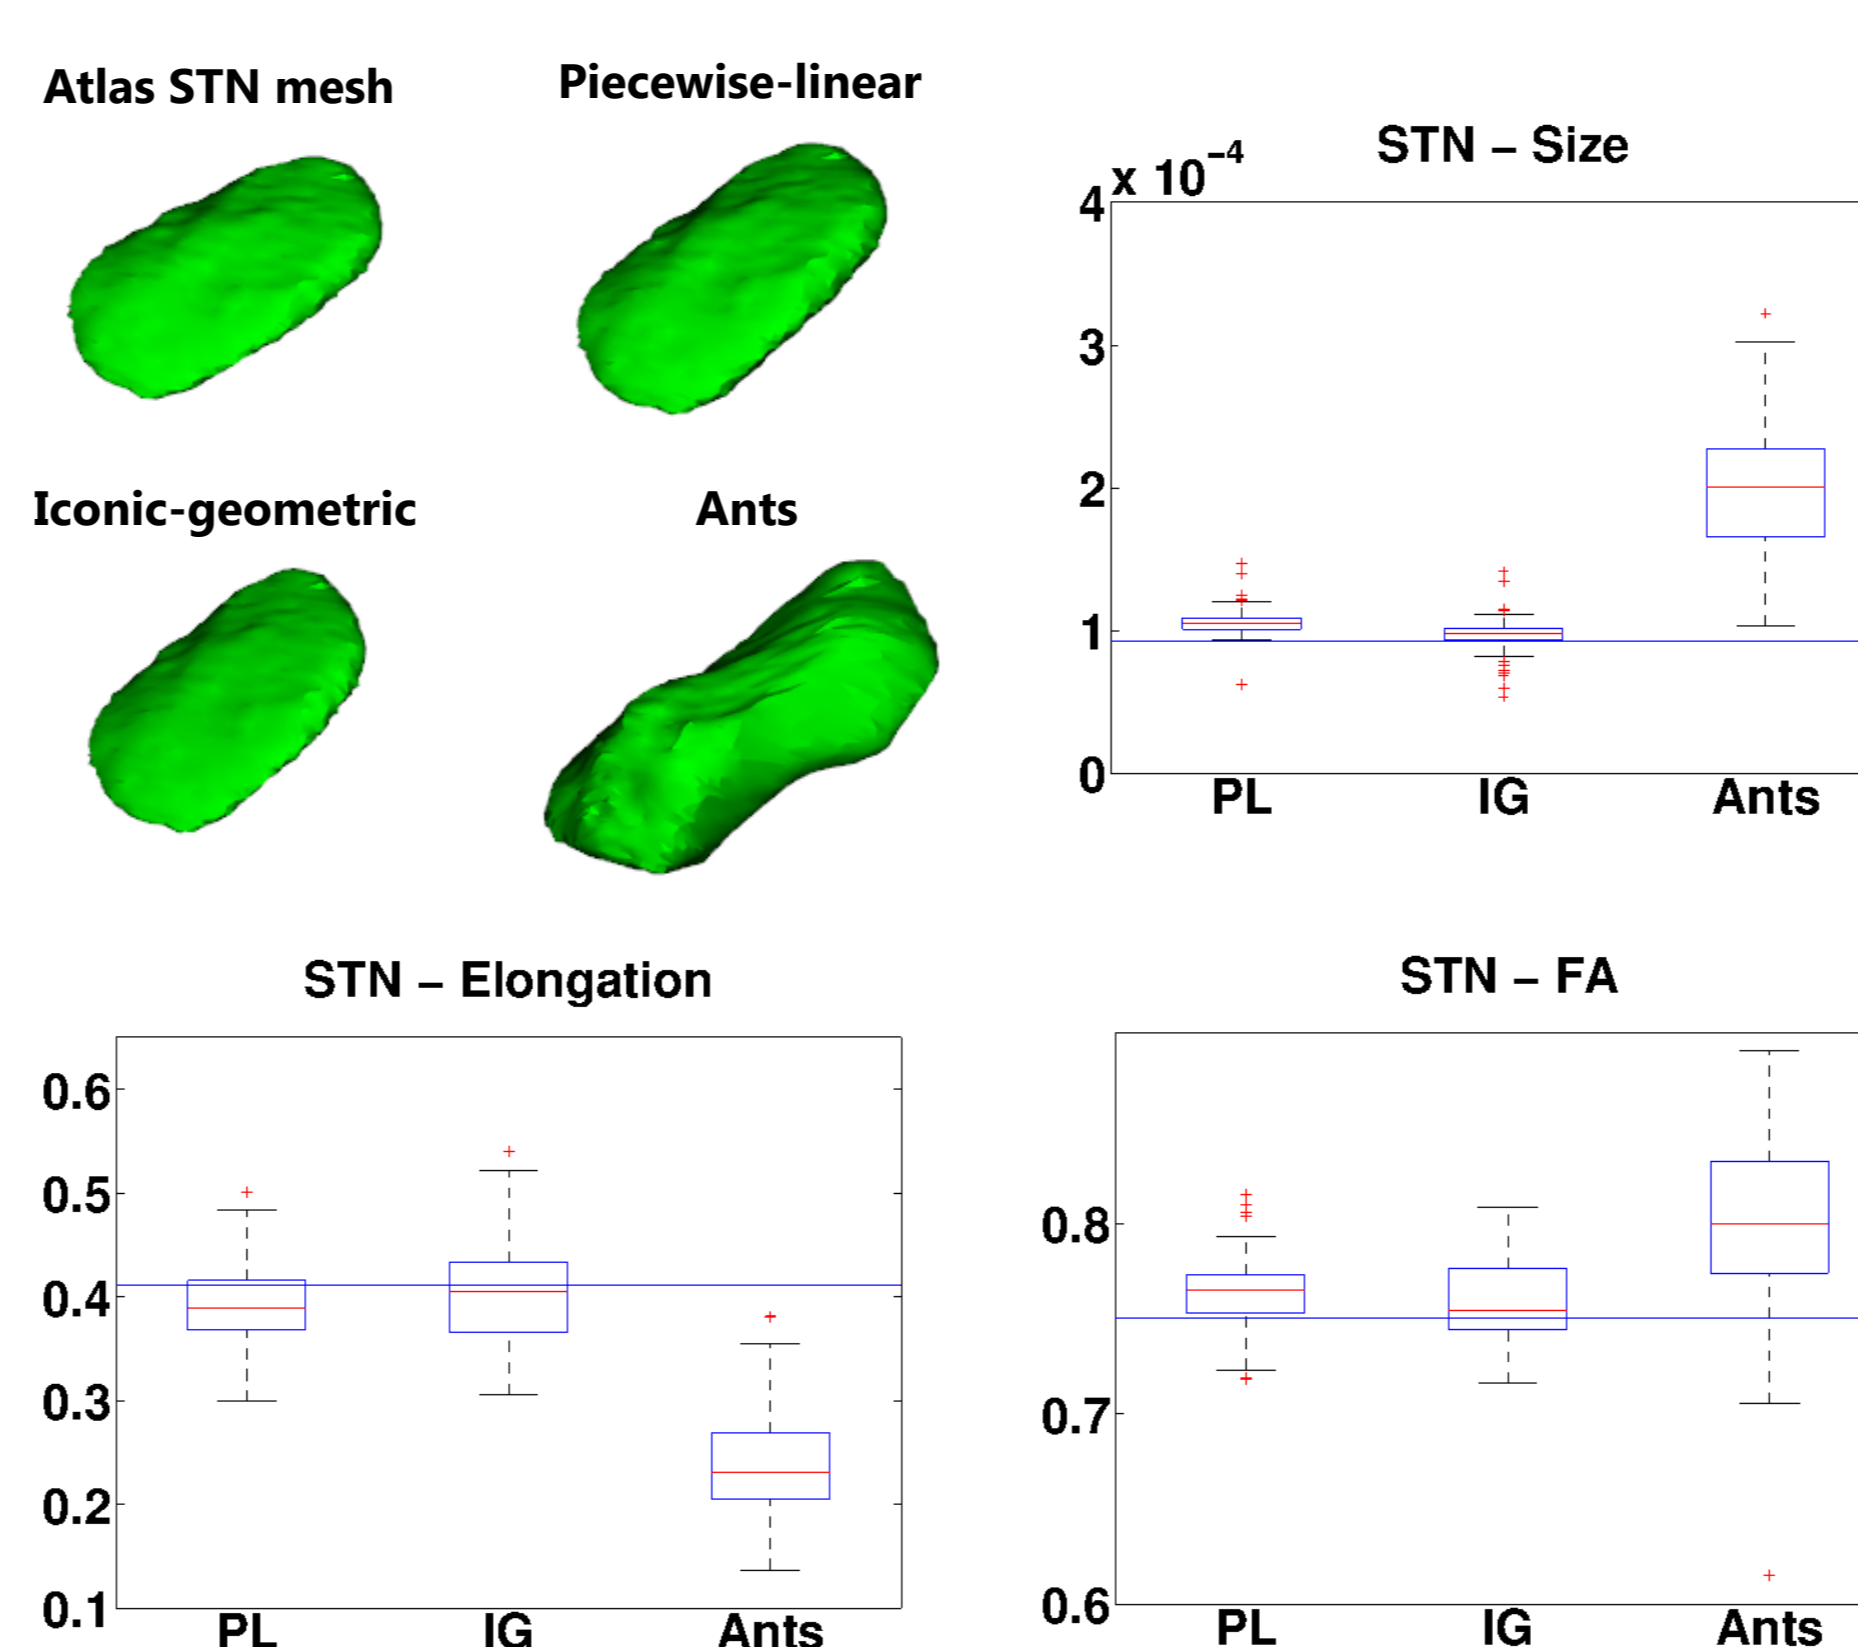 Atlas STN mesh
Piecewise-linear
Iconic-geometric
Ants
STN – Size
x 10⁻⁴
4
3
2
1
0
PL IG Ants
STN – Elongation
0.6
0.5
0.4
0.3
0.2
0.1
PL IG Ants
STN – FA
0.8
0.7
0.6
PL IG Ants